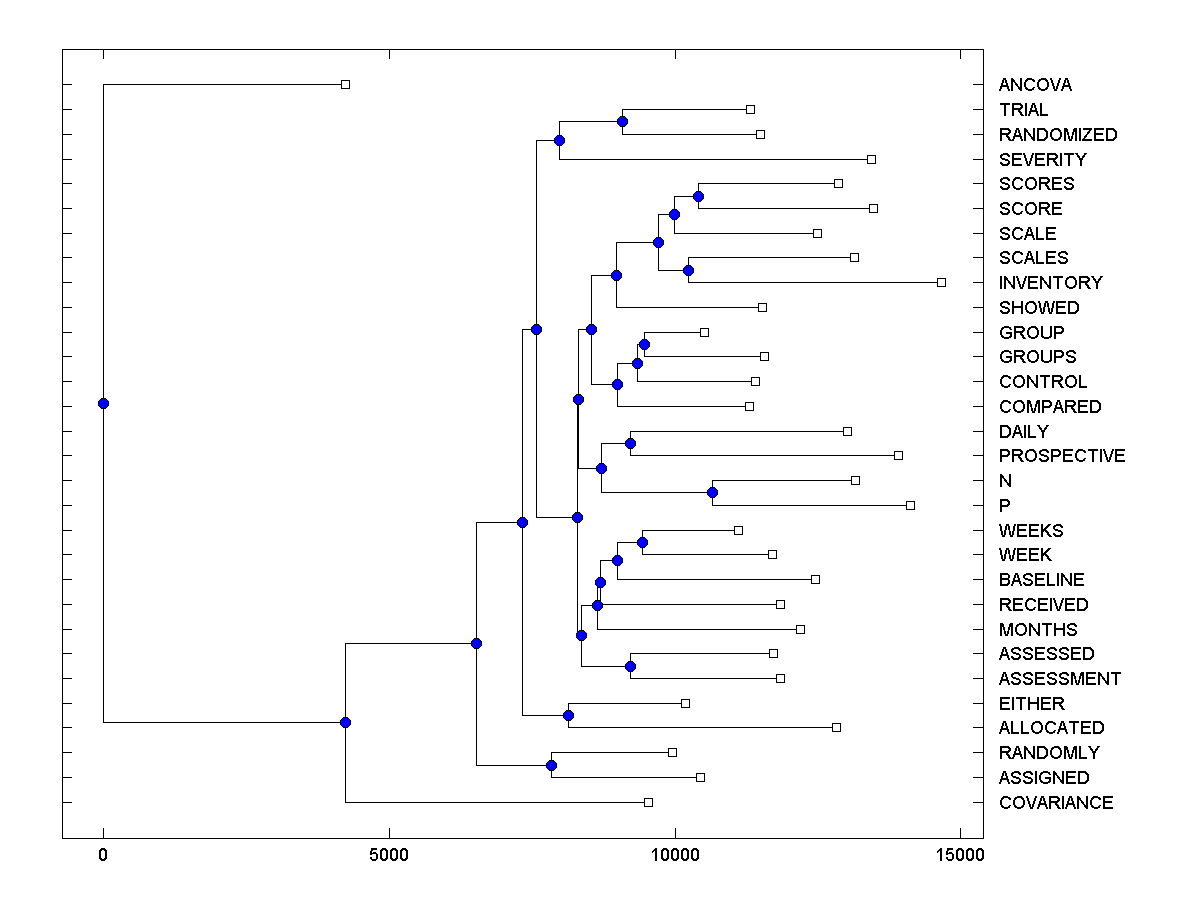 ANCOVA
TRIAL
RANDOMIZED
SEVERITY
SCORES
SCORE
SCALE
SCALES
INVENTORY
SHOWED
GROUP
GROUPS
CONTROL
COMPARED
DAILY
PROSPECTIVE
N
P
WEEKS
WEEK
BASELINE
RECEIVED
MONTHS
ASSESSED
ASSESSMENT
EITHER
ALLOCATED
RANDOMLY
ASSIGNED
COVARIANCE
0 5000 10000 15000